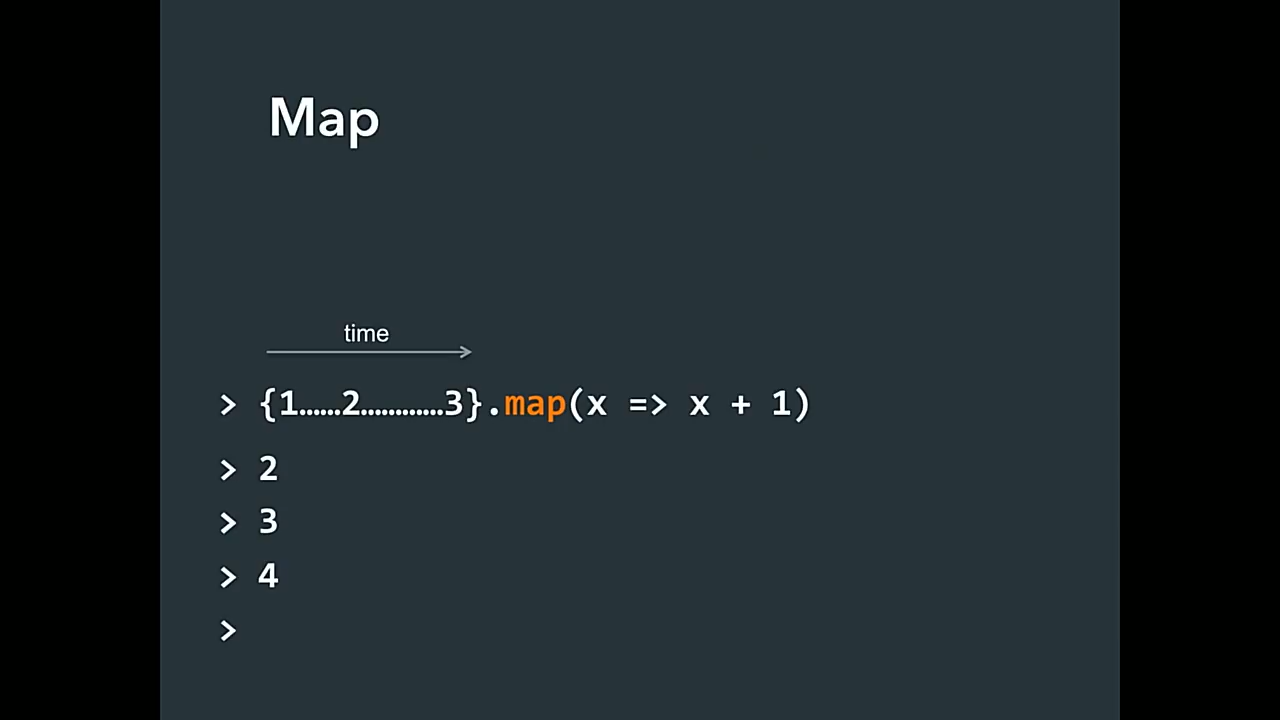 Map
time
> {1......2............3}.map(x => x + 1)
> 2
> 3
> 4
>